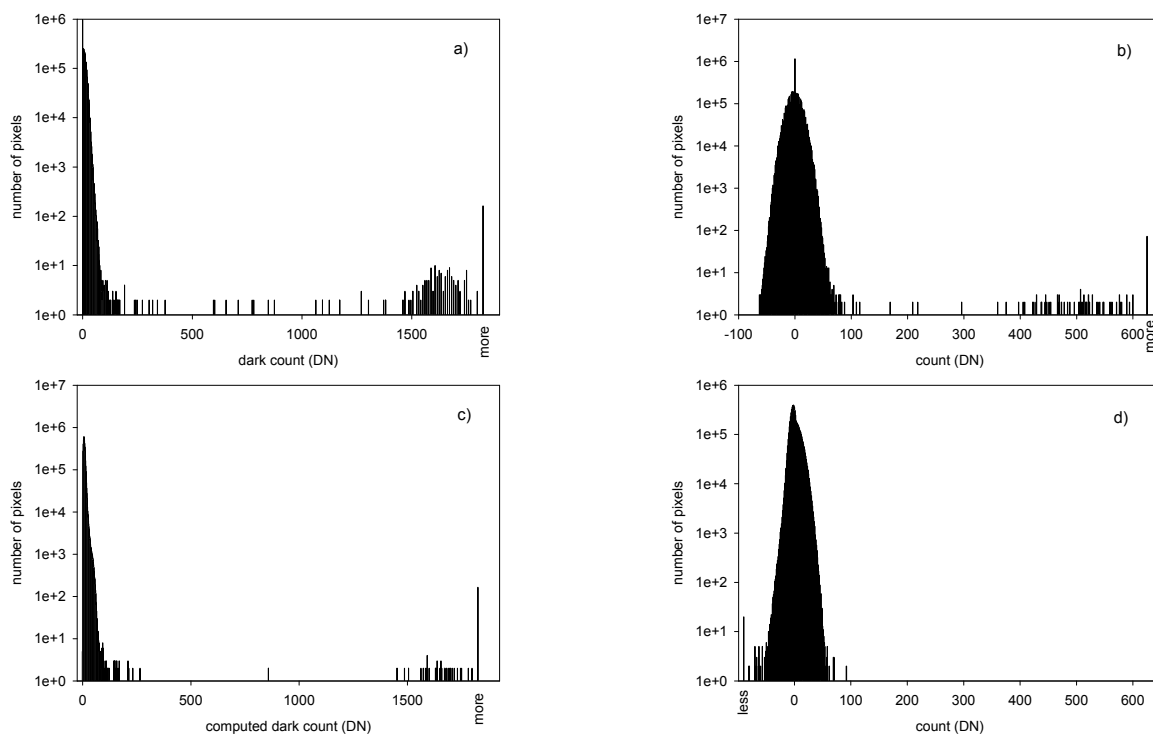 1e+6
1e+5
1e+4
1e+3
1e+2
1e+1
1e+0
number of pixels
a)
0 500 1000 1500 more
dark count (DN)
1e+7
1e+6
1e+5
1e+4
1e+3
1e+2
1e+1
1e+0
number of pixels
b)
-100 0 100 200 300 400 500 600 more
count (DN)
1e+7
1e+6
1e+5
1e+4
1e+3
1e+2
1e+1
1e+0
number of pixels
c)
0 500 1000 1500 more
computed dark count (DN)
1e+6
1e+5
1e+4
1e+3
1e+2
1e+1
1e+0
number of pixels
d)
less 0 100 200 300 400 500 600
count (DN)